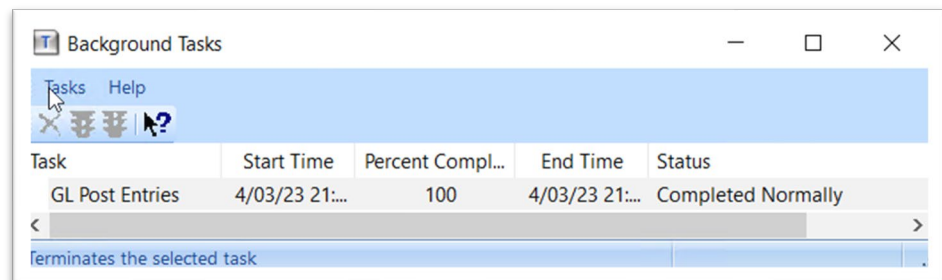 Background Tasks
Tasks Help
Task Start Time Percent Compl... End Time Status
GL Post Entries 4/03/23 21:... 100 4/03/23 21:... Completed Normally
Terminates the selected task